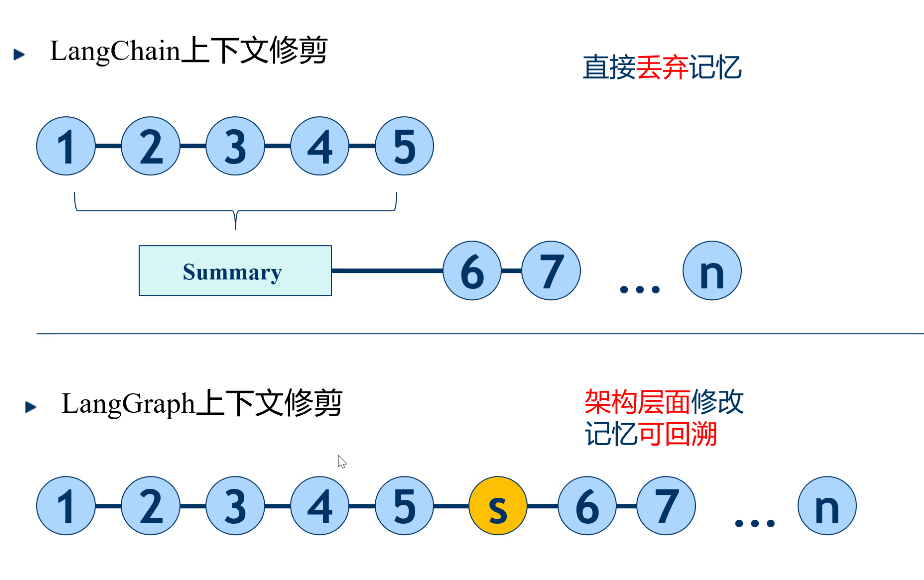 LangChain上下文修剪
直接丢弃记忆
1 2 3 4 5
Summary
6 7 ... n
LangGraph上下文修剪
架构层面修改
记忆可回溯
1 2 3 4 5 s 6 7 ... n